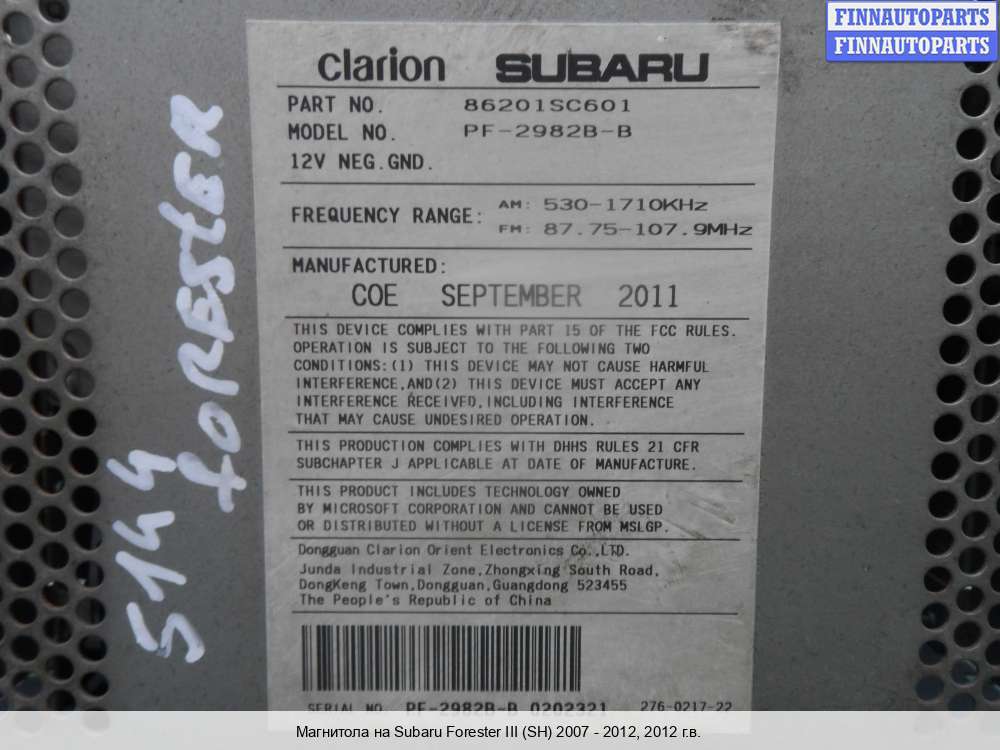 FINNAUTOPARTS
FINNAUTOPARTS
clarion SUBARU
PART NO. 86201SC601
MODEL NO. PF-2982B-B
12V NEG.GND.
FREQUENCY RANGE: AM: 530-1710KHz
FM: 87.75-107.9MHz
MANUFACTURED:
COE SEPTEMBER 2011
THIS DEVICE COMPLIES WITH PART 15 OF THE FCC RULES.
OPERATION IS SUBJECT TO THE FOLLOWING TWO
CONDITIONS:(1) THIS DEVICE MAY NOT CAUSE HARMFUL
INTERFERENCE,AND(2) THIS DEVICE MUST ACCEPT ANY
INTERFERENCE RECEIVED,INCLUDING INTERFERENCE
THAT MAY CAUSE UNDESIRED OPERATION.
THIS PRODUCTION COMPLIES WITH DHHS RULES 21 CFR
SUBCHAPTER J APPLICABLE AT DATE OF MANUFACTURE.
THIS PRODUCT INCLUDES TECHNOLOGY OWNED
BY MICROSOFT CORPORATION AND CANNOT BE USED
OR DISTRIBUTED WITHOUT A LICENSE FROM MSLGP.
Dongguan Clarion Orient Electronics Co.,LTD.
Junda Industrial Zone,Zhongxing South Road,
DongKeng Town,Dongguan,Guangdong 523455
The People's Republic of China
SERIAL NO. PF-2982B-B 0202321 276-0217-22
5144
fORESTER
Магнитола на Subaru Forester III (SH) 2007 - 2012, 2012 г.в.